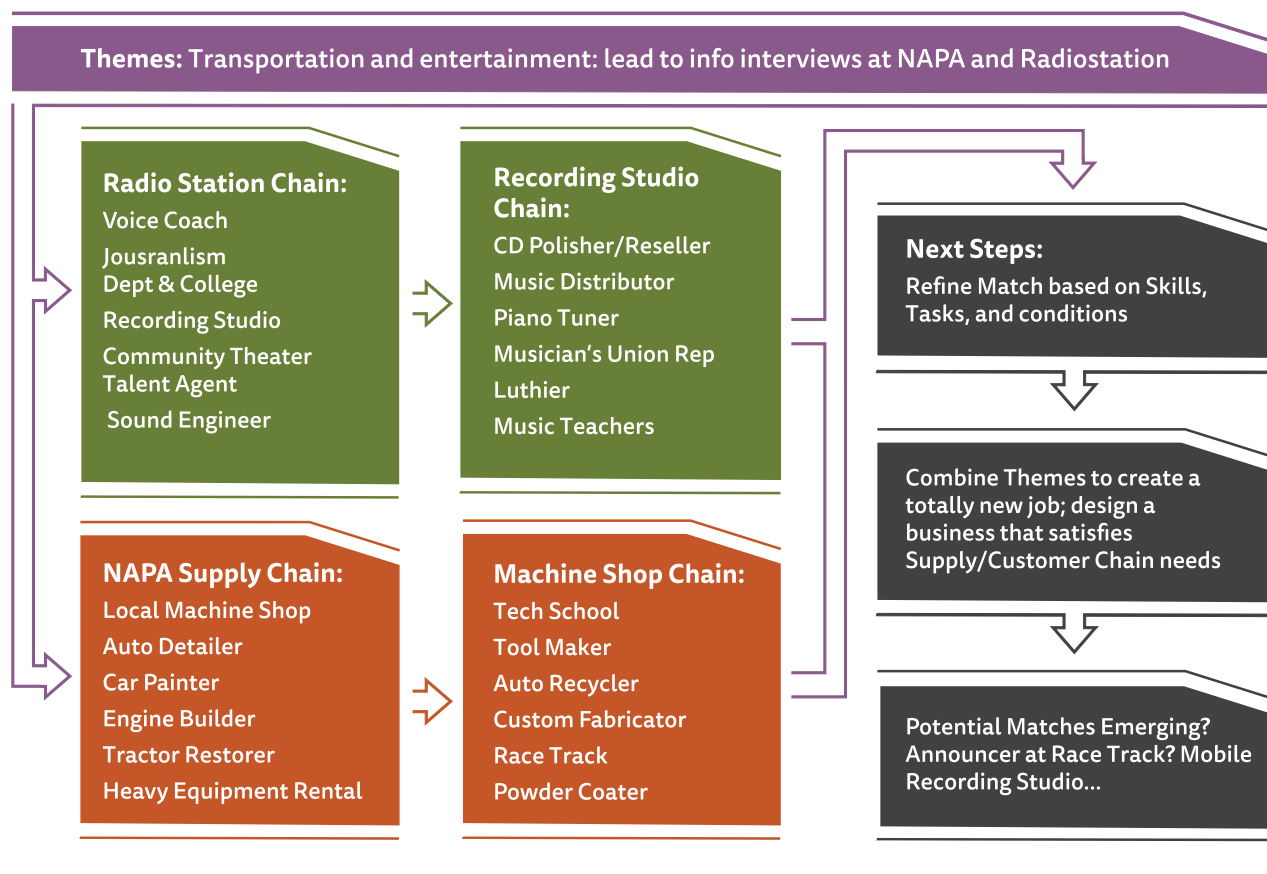 Themes: Transportation and entertainment: lead to info interviews at NAPA and Radiostation
Radio Station Chain:
Voice Coach
Jousranlism
Dept & College
Recording Studio
Community Theater
Talent Agent
Sound Engineer
Recording Studio
Chain:
CD Polisher/Reseller
Music Distributor
Piano Tuner
Musician's Union Rep
Luthier
Music Teachers
NAPA Supply Chain:
Local Machine Shop
Auto Detailer
Car Painter
Engine Builder
Tractor Restorer
Heavy Equipment Rental
Machine Shop Chain:
Tech School
Tool Maker
Auto Recycler
Custom Fabricator
Race Track
Powder Coater
Next Steps:
Refine Match based on Skills,
Tasks, and conditions
Combine Themes to create a
totally new job; design a
business that satisfies
Supply/Customer Chain needs
Potential Matches Emerging?
Announcer at Race Track? Mobile
Recording Studio...